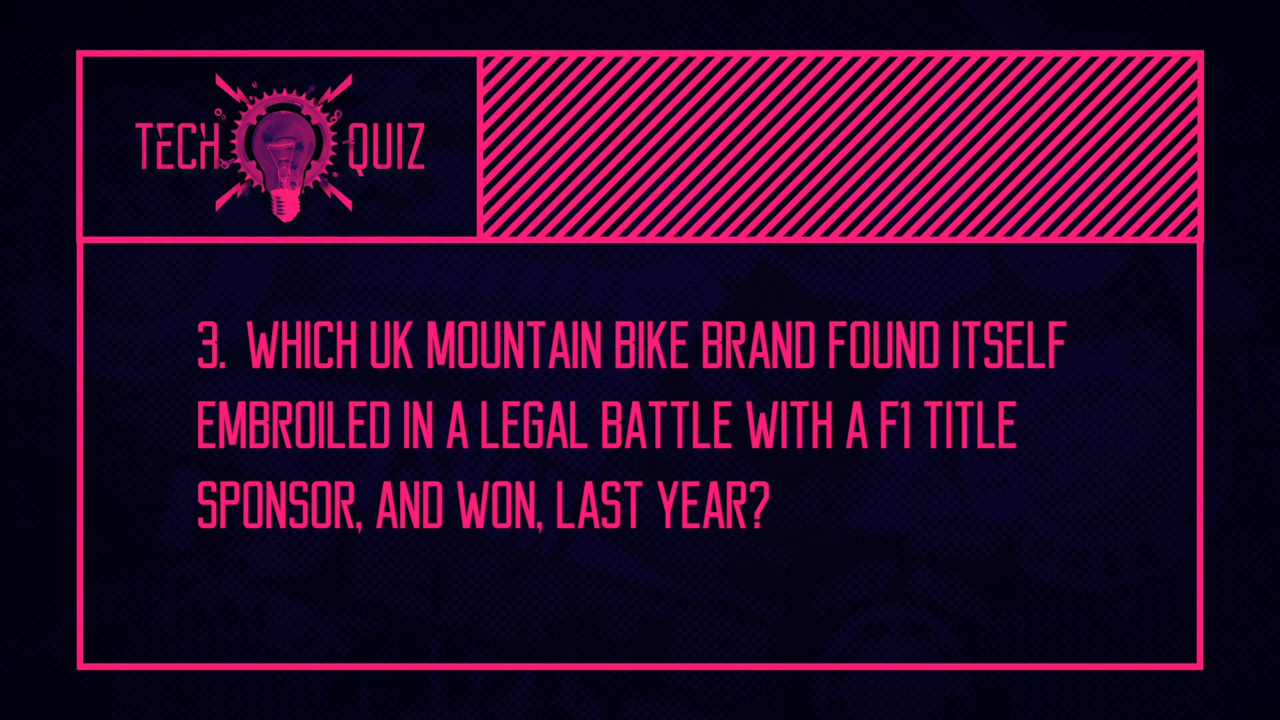 TECH QUIZ
3. WHICH UK MOUNTAIN BIKE BRAND FOUND ITSELF
EMBROILED IN A LEGAL BATTLE WITH A F1 TITLE
SPONSOR, AND WON, LAST YEAR?